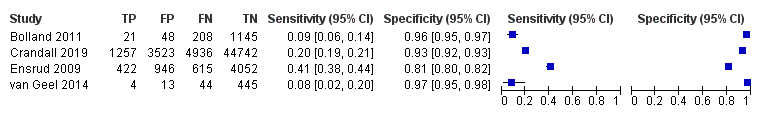 Study TP FP FN TN Sensitivity (95% CI) Specificity (95% CI) Sensitivity (95% CI) Specificity (95% CI)
Bolland 2011 21 48 208 1145 0.09 [0.06, 0.14] 0.96 [0.95, 0.97]
Crandall 2019 1257 3523 4936 44742 0.20 [0.19, 0.21] 0.93 [0.92, 0.93]
Ensrud 2009 422 946 615 4052 0.41 [0.38, 0.44] 0.81 [0.80, 0.82]
van Geel 2014 4 13 44 445 0.08 [0.02, 0.20] 0.97 [0.95, 0.98]
0 0.2 0.4 0.6 0.8 1 0 0.2 0.4 0.6 0.8 1